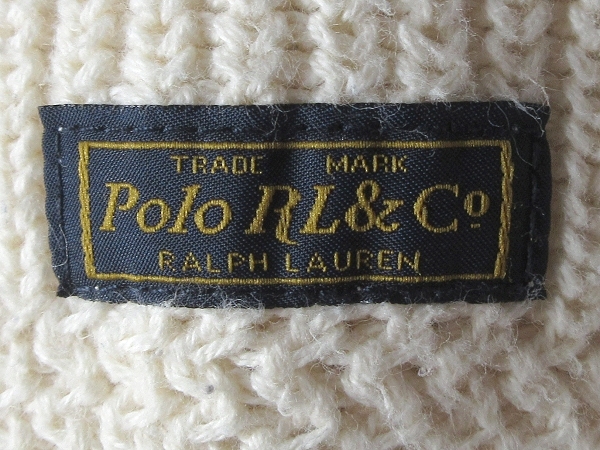 TRADE MARK
Polo RL & Cº
RALPH LAUREN